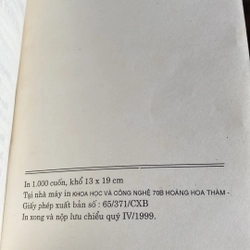 In 1.000 cuốn, khổ 13 x 19 cm
Tại nhà máy in KHOA HỌC VÀ CÔNG NGHỆ 79B HOÀNG HOA THÁM -
Giấy phép xuất bản số : 65/371/CXB
In xong và nộp lưu chiểu quý IV/1999.